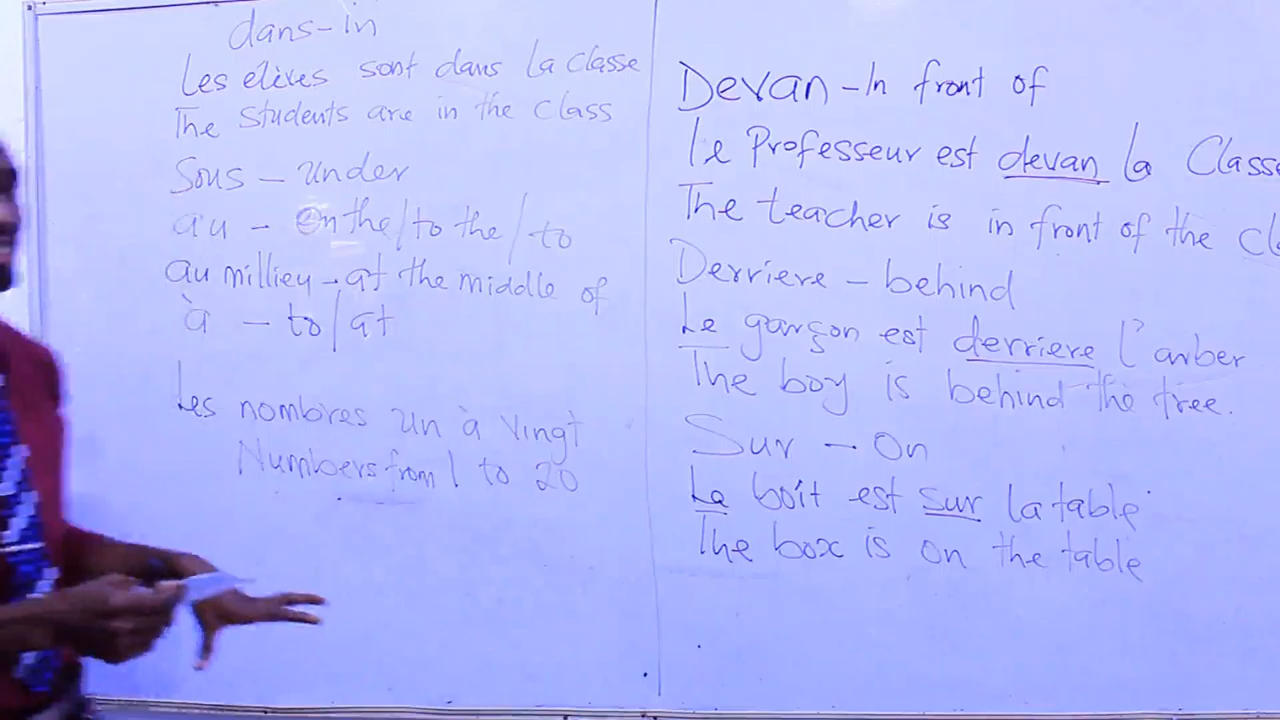 dans-in
Les elives sont dans la classe
The students are in the class
Sous - under
au - on the/to the/to
au millieu - at the middle of
à - to/at
Les nombres un à vingt
Numbers from 1 to 20
Devan - In front of
le Professeur est devan la Classe
The teacher is in front of the cla
Derriere - behind
Le garçson est derriere l'arber
The boy is behind the tree.
Sur - On
La boit est sur la table
The box is on the table